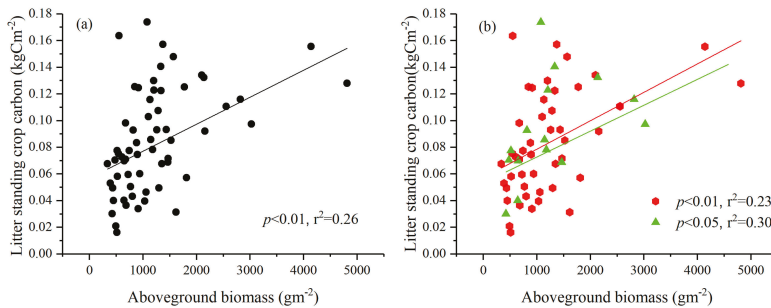 (a)
Litter standing crop carbon(kgCm⁻²)
0.18
0.16
0.14
0.12
0.10
0.08
0.06
0.04
0.02
0.00
p<0.01, r²=0.26
0 1000 2000 3000 4000 5000
Aboveground biomass (gm⁻²)
(b)
Litter standing crop carbon(kgCm⁻²)
0.18
0.16
0.14
0.12
0.10
0.08
0.06
0.04
0.02
0.00
p<0.01, r²=0.23
p<0.05, r²=0.30
0 1000 2000 3000 4000 5000
Aboveground biomass (gm⁻²)